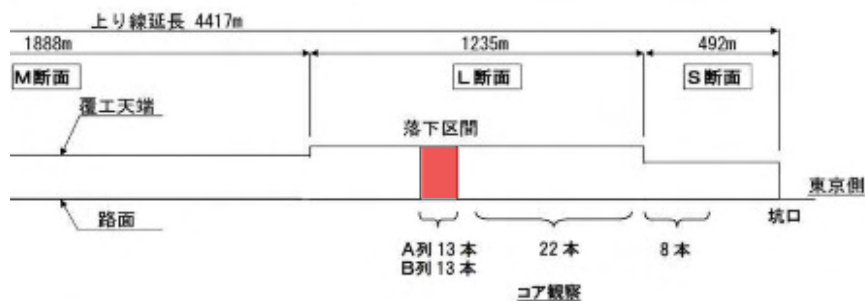 上り線延長 4417m
1888m
1235m
492m
M断面
L断面
S断面
覆工天端
落下区間
東京側
路面
坑口
A列 13 本
B列 13 本
22 本
8 本
コア観察